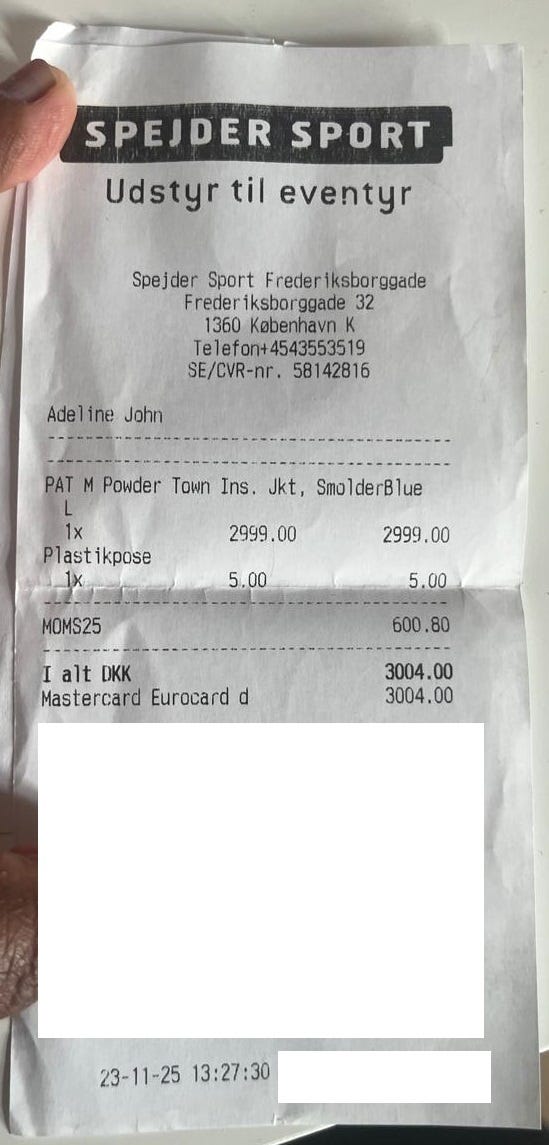 SPEJDER SPORT
Udstyr til eventyr
Spejder Sport Frederiksborggade
Frederiksborggade 32
1360 København K
Telefon+4543553519
SE/CVR-nr. 58142816
Adeline John
PAT M Powder Town Ins. Jkt, SmolderBlue
L
1x 2999.00 2999.00
Plastikpose
1x 5.00 5.00
MOMS25 600.80
I alt DKK 3004.00
Mastercard Eurocard d 3004.00
23-11-25 13:27:30